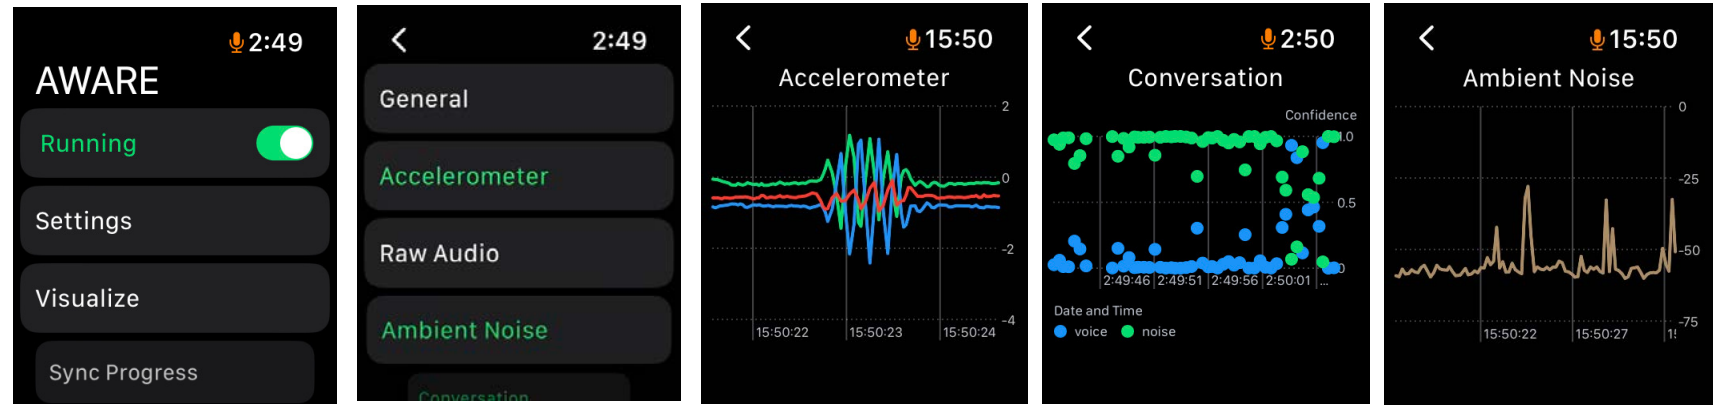 2:49
AWARE
Running
Settings
Visualize
Sync Progress
2:49
General
Accelerometer
Raw Audio
Ambient Noise
Conversation
15:50
Accelerometer
2
0
-2
-4
15:50:22 15:50:23 15:50:24
2:50
Conversation
Confidence
1.0
0.5
0
2:49:46 2:49:51 2:49:56 2:50:01 ...
Date and Time
voice noise
15:50
Ambient Noise
0
-25
-50
-75
15:50:22 15:50:27